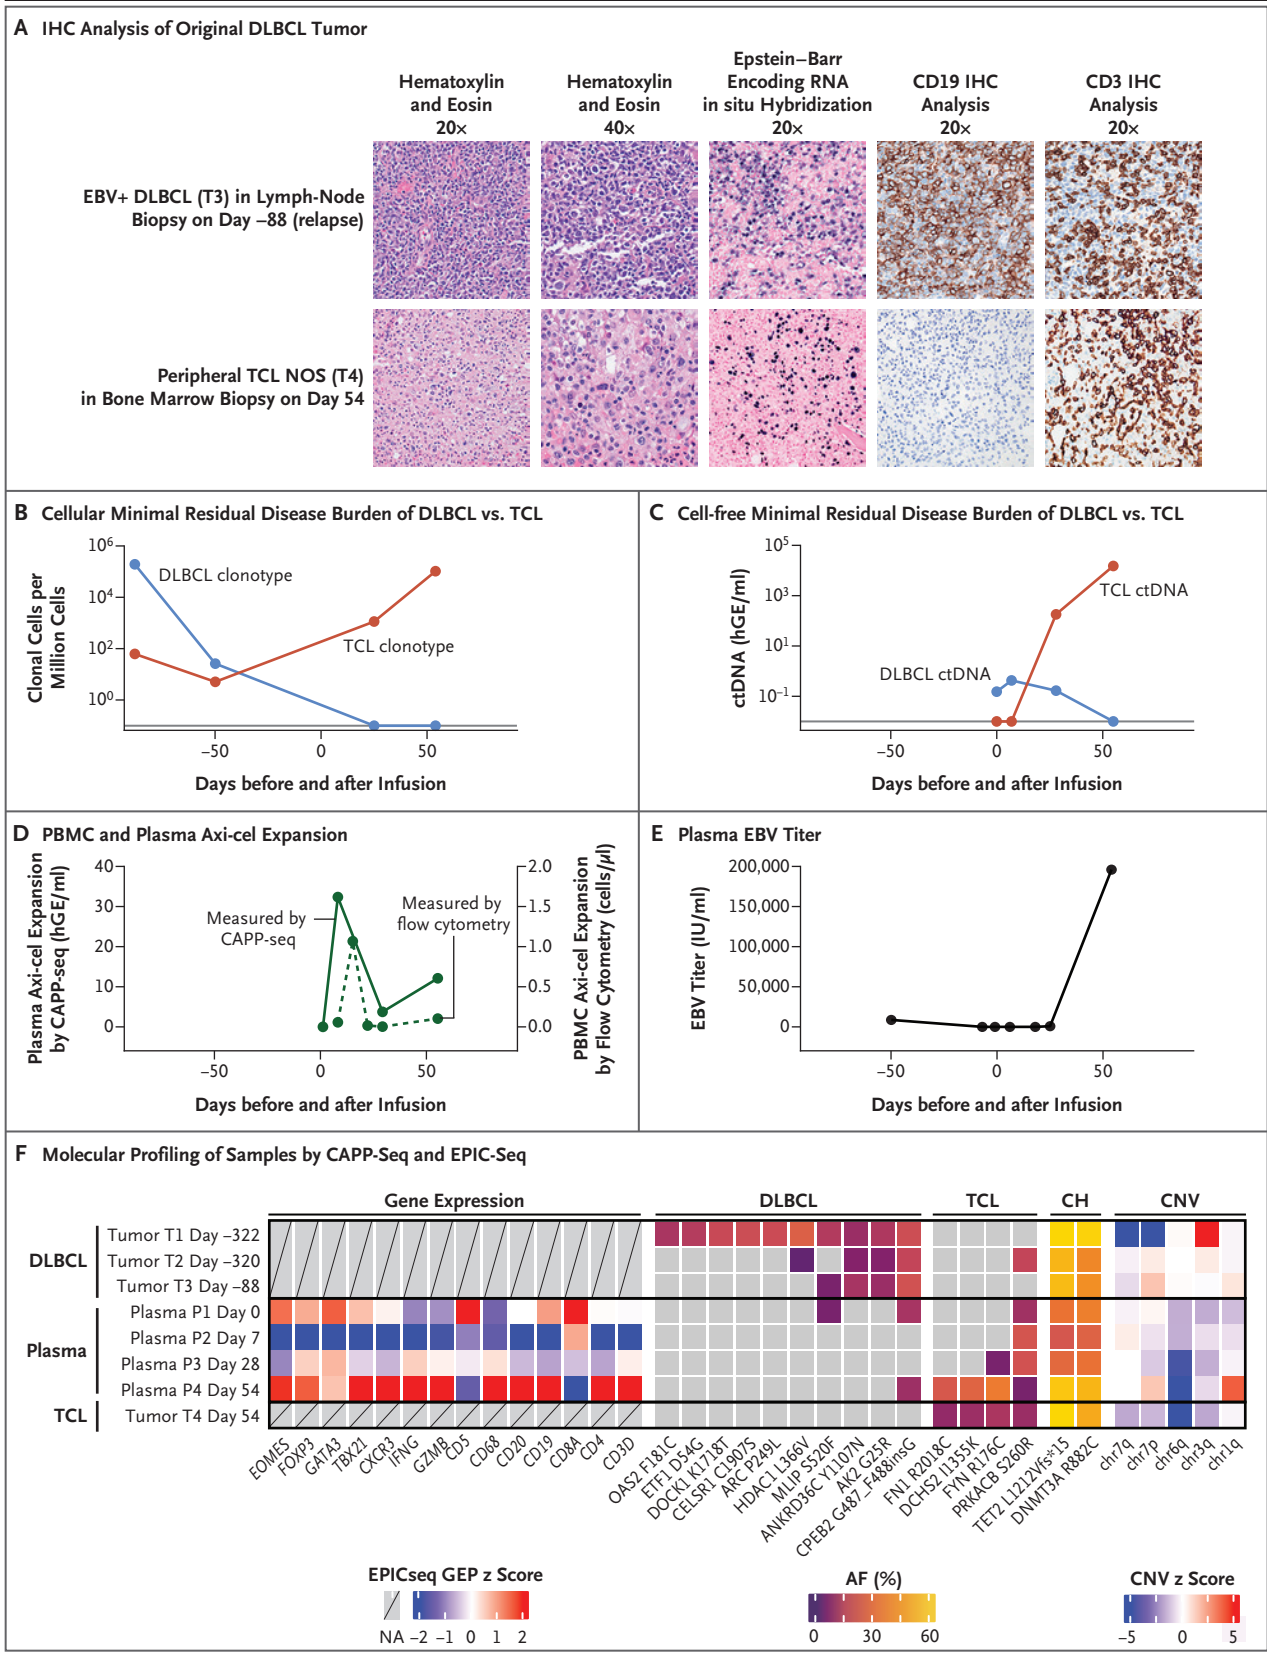 A IHC Analysis of Original DLBCL Tumor
Hematoxylin
and Eosin
20×
Hematoxylin
and Eosin
40×
Epstein–Barr
Encoding RNA
in situ Hybridization
20×
CD19 IHC
Analysis
20×
CD3 IHC
Analysis
20×
EBV+ DLBCL (T3) in Lymph-Node
Biopsy on Day –88 (relapse)
Peripheral TCL NOS (T4)
in Bone Marrow Biopsy on Day 54
B Cellular Minimal Residual Disease Burden of DLBCL vs. TCL
Clonal Cells per
Million Cells
10⁶
10⁴
10²
10⁰
DLBCL clonotype
TCL clonotype
–50 0 50
Days before and after Infusion
C Cell-free Minimal Residual Disease Burden of DLBCL vs. TCL
ctDNA (hGE/ml)
10⁵
10³
10¹
10⁻¹
TCL ctDNA
DLBCL ctDNA
–50 0 50
Days before and after Infusion
D PBMC and Plasma Axi-cel Expansion
Plasma Axi-cel Expansion
by CAPP-seq (hGE/ml)
40
30
20
10
0
Measured by
CAPP-seq
Measured by
flow cytometry
2.0
1.5
1.0
0.5
0.0
PBMC Axi-cel Expansion
by Flow Cytometry (cells/µl)
–50 0 50
Days before and after Infusion
E Plasma EBV Titer
EBV Titer (IU/ml)
200,000
150,000
100,000
50,000
0
–50 0 50
Days before and after Infusion
F Molecular Profiling of Samples by CAPP-Seq and EPIC-Seq
Gene Expression DLBCL TCL CH CNV
DLBCL
Tumor T1 Day –322
Tumor T2 Day –320
Tumor T3 Day –88
Plasma
Plasma P1 Day 0
Plasma P2 Day 7
Plasma P3 Day 28
Plasma P4 Day 54
TCL
Tumor T4 Day 54
EOMES
FOXP3
GATA3
TBX21
CXCR3
IFNG
GZMB
CD5
CD68
CD20
CD19
CD8A
CD4
CD3D
OAS2 F181C
ETF1 D54G
DOCK1 K1718T
CELSR1 C1907S
ARC P249L
HDAC1 L366V
MLIP S520F
ANKRD36C Y1107N
AK2 G25R
CPEB2 G487_F488insG
FN1 R2018C
DCHS2 I1355K
FYN R176C
PRKACB S260R
TET2 L1212Vfs*15
DNMT3A R882C
chr7q
chr7p
chr6q
chr3q
chr1q
EPICseq GEP z Score
NA –2 –1 0 1 2
AF (%)
0 30 60
CNV z Score
–5 0 5